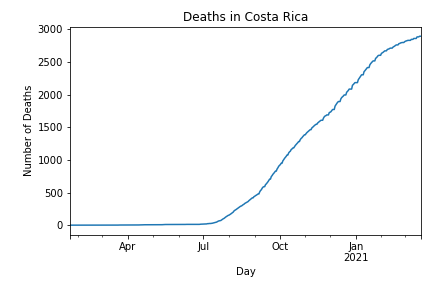 Deaths in Costa Rica
3000
2500
2000
1500
1000
500
0
Number of Deaths
Apr
Jul
Oct
Jan
2021
Day